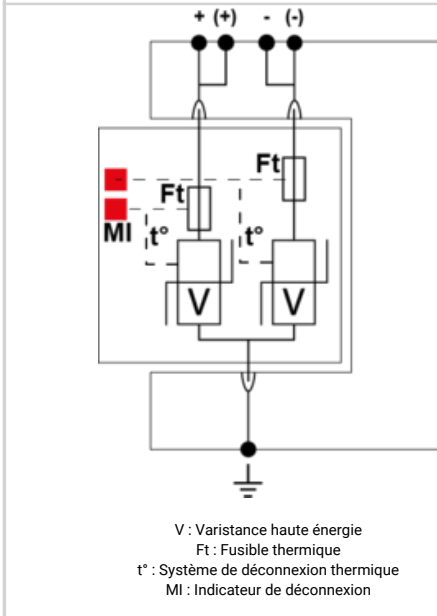 + (+) - (-)
Ft
Ft
MI t° t°
V V
V : Varistance haute énergie
Ft : Fusible thermique
t° : Système de déconnexion thermique
MI : Indicateur de déconnexion